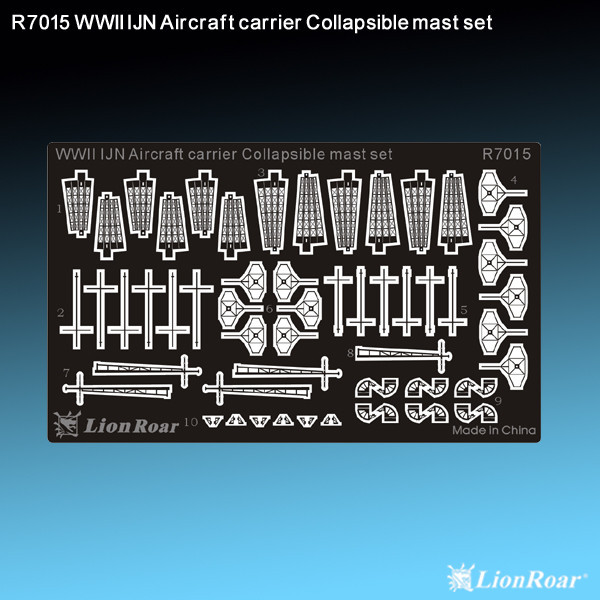 R7015 WWII IJN Aircraft carrier Collapsible mast set
WWII IJN Aircraft carrier Collapsible mast set R7015
1
3
4
2
6
5
7
8
9
10
LionRoar
Made in China
LionRoar